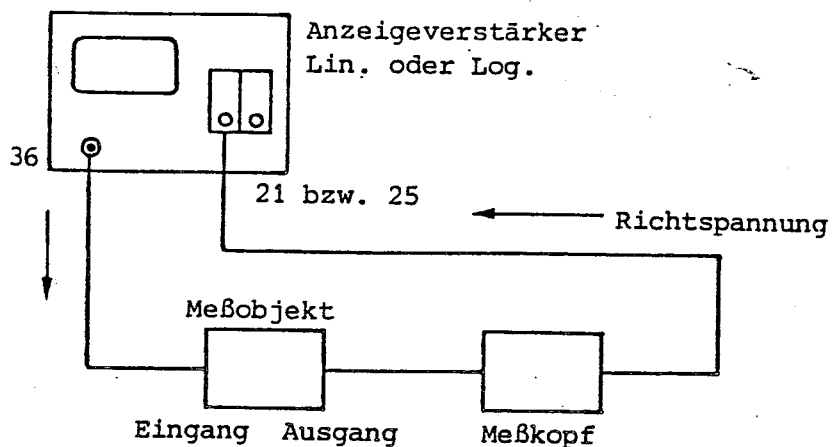 Anzeigeverstärker
Lin. oder Log.
36
21 bzw. 25
Richtspannung
Meßobjekt
Eingang Ausgang Meßkopf